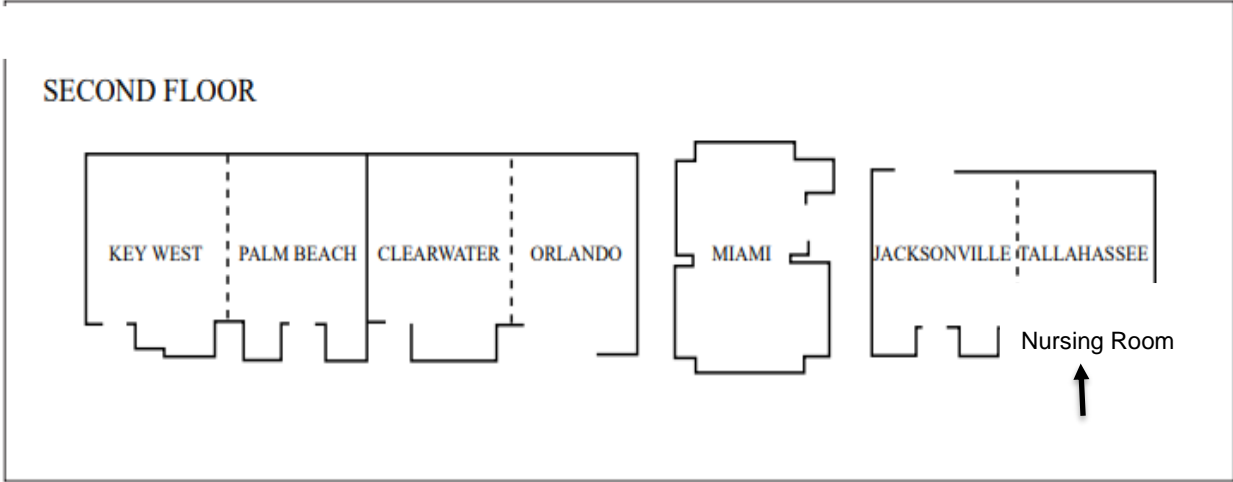 SECOND FLOOR
KEY WEST
PALM BEACH
CLEARWATER
ORLANDO
MIAMI
JACKSONVILLE
TALLAHASSEE
Nursing Room